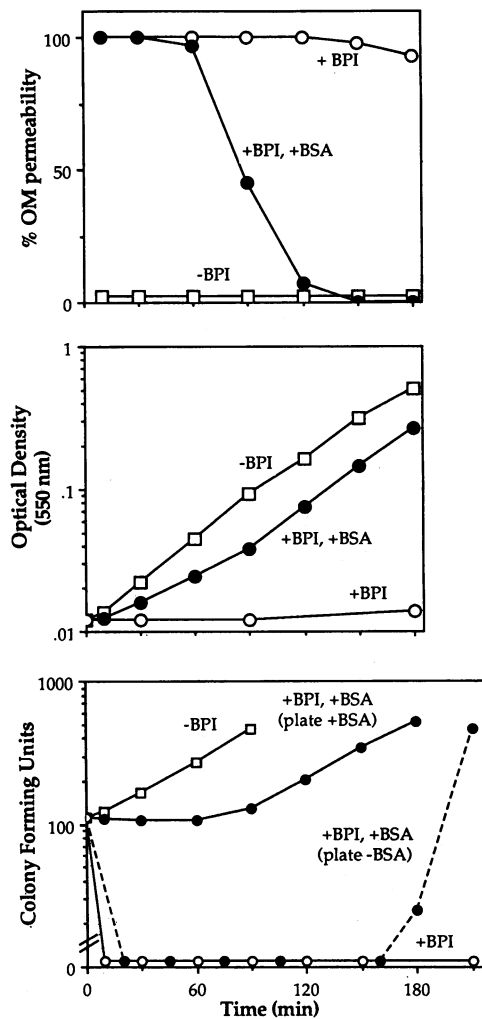 100
+ BPI
% OM permeability
+BPI, +BSA
50
-BPI
0
1
-BPI
Optical Density
(550 nm)
.1
+BPI, +BSA
+BPI
.01
1000
+BPI, +BSA
-BPI
(plate +BSA)
Colony Forming Units
100
+BPI, +BSA
(plate -BSA)
+BPI
0
0 60 120 180
Time (min)